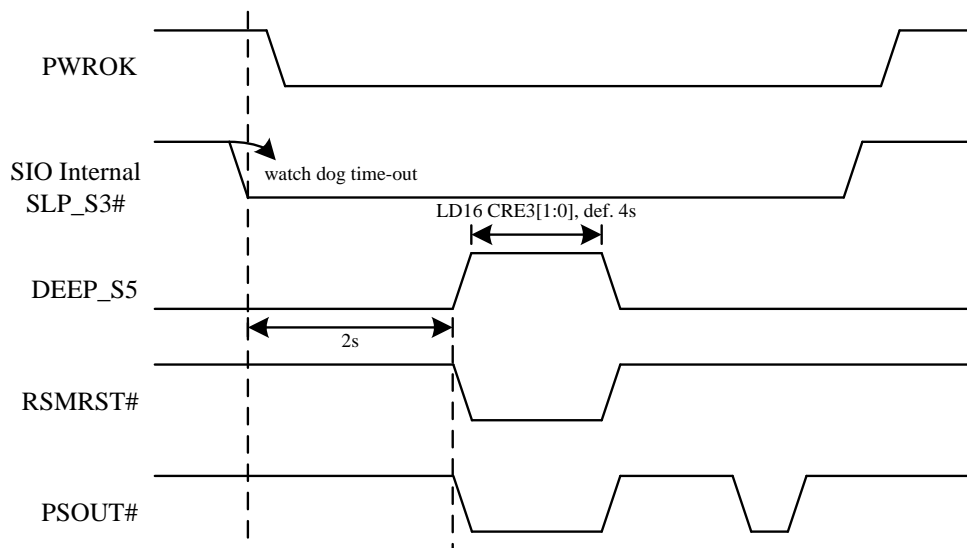 PWROK
SIO Internal
SLP_S3#
watch dog time-out
LD16 CRE3[1:0], def. 4s
DEEP_S5
2s
RSMRST#
PSOUT#